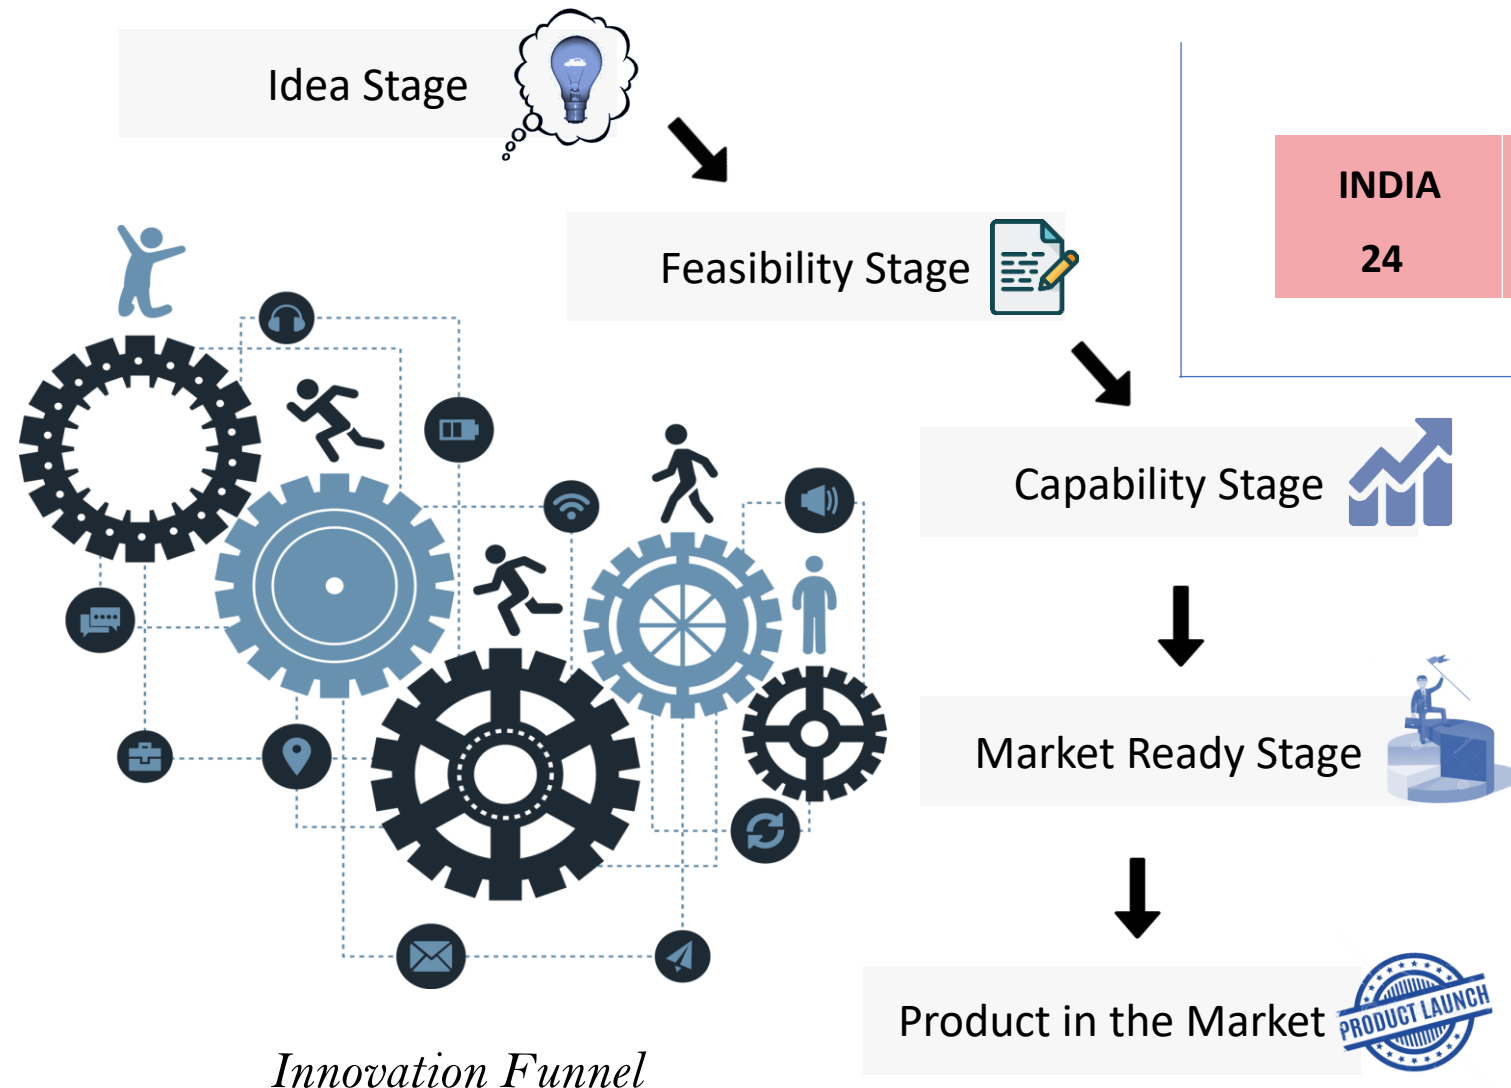 Idea Stage
INDIA
24
Feasibility Stage
Capability Stage
Market Ready Stage
Product in the Market
PRODUCT LAUNCH
Innovation Funnel